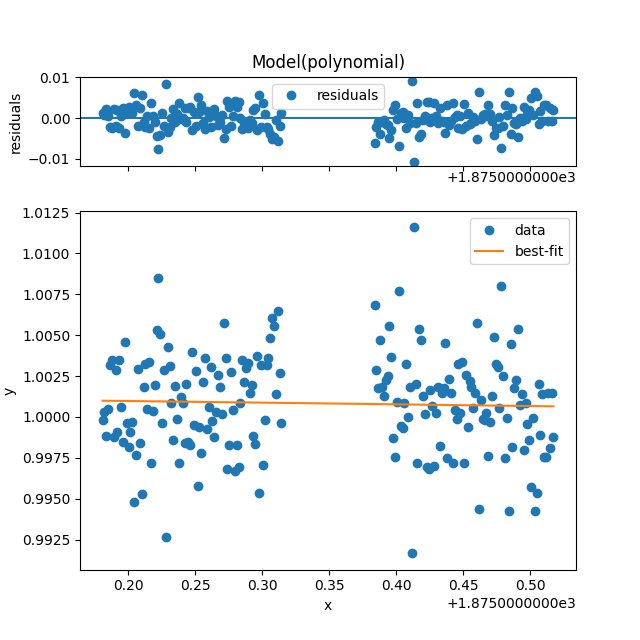 Model(polynomial)
residuals
0.01
0.00
−0.01
residuals
+1.8750000000e3
y
1.0125
1.0100
1.0075
1.0050
1.0025
1.0000
0.9975
0.9950
0.9925
data
best-fit
0.20 0.25 0.30 0.35 0.40 0.45 0.50
x
+1.8750000000e3